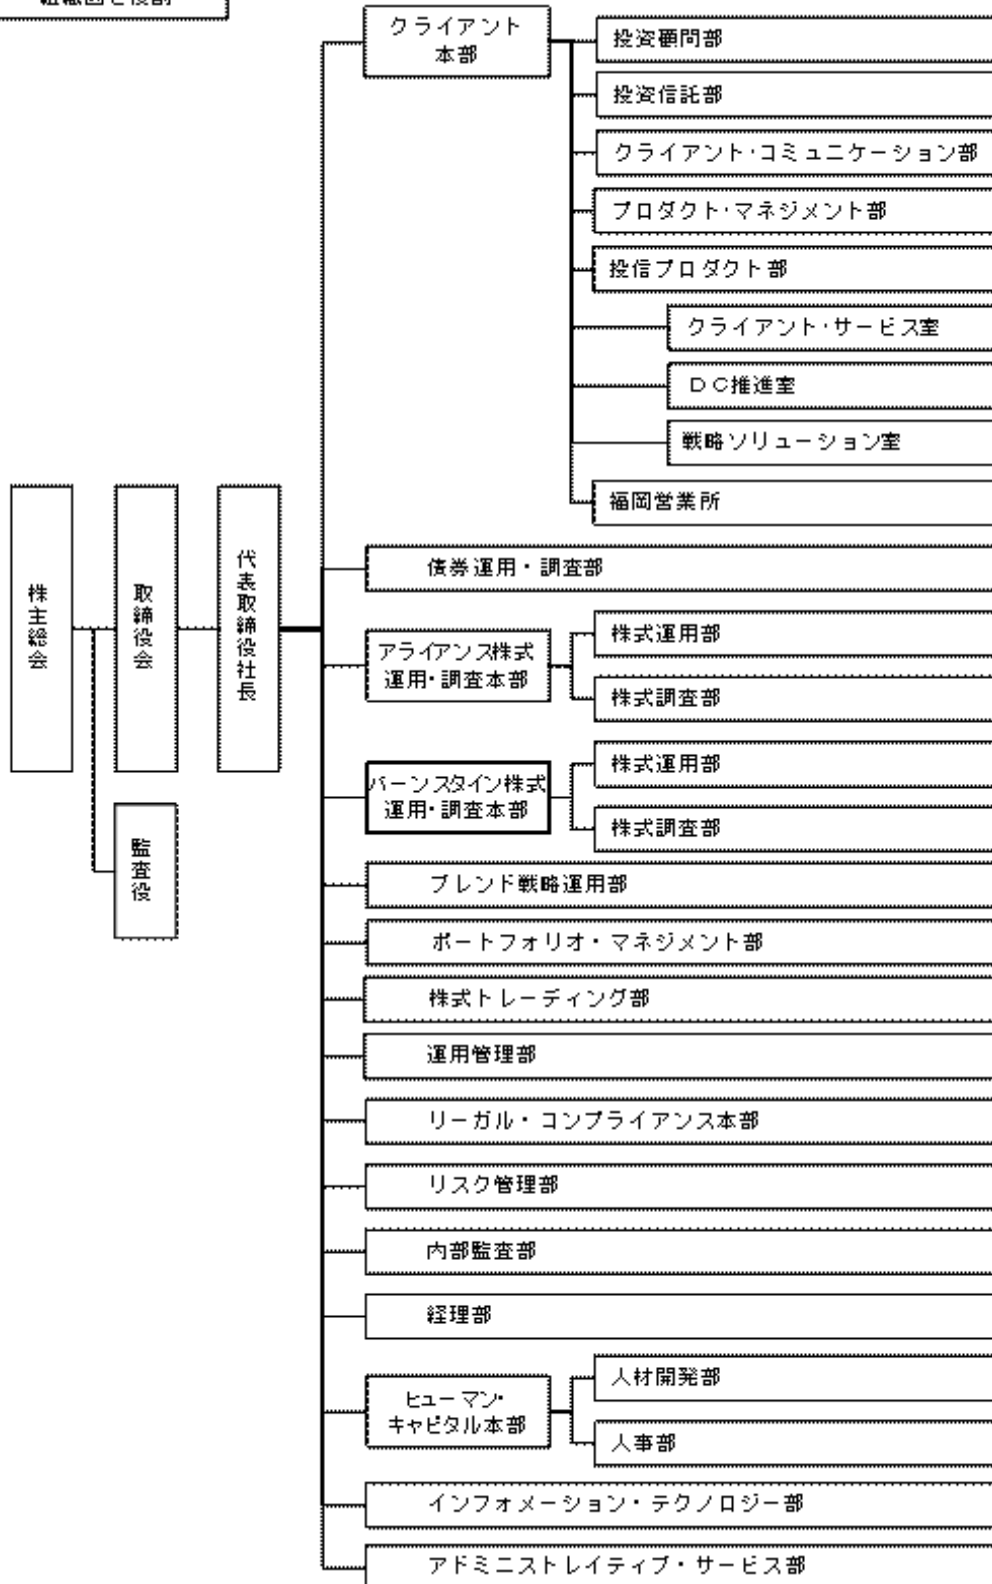 組織図と役割
クライアント
本部
投資顧問部
投資信託部
クライアント・コミュニケーション部
プロダクト・マネジメント部
投信プロダクト部
クライアント・サービス室
ＤＣ推進室
戦略ソリューション室
福岡営業所
株主総会
取締役会
代表取締役社長
監査役
債券運用・調査部
アライアンス株式
運用・調査本部
株式運用部
株式調査部
バーンスタイン株式
運用・調査本部
株式運用部
株式調査部
ブレンド戦略運用部
ポートフォリオ・マネジメント部
株式トレーディング部
運用管理部
リーガル・コンプライアンス本部
リスク管理部
内部監査部
経理部
ヒューマン・
キャピタル本部
人材開発部
人事部
インフォメーション・テクノロジー部
アドミニストレイティブ・サービス部